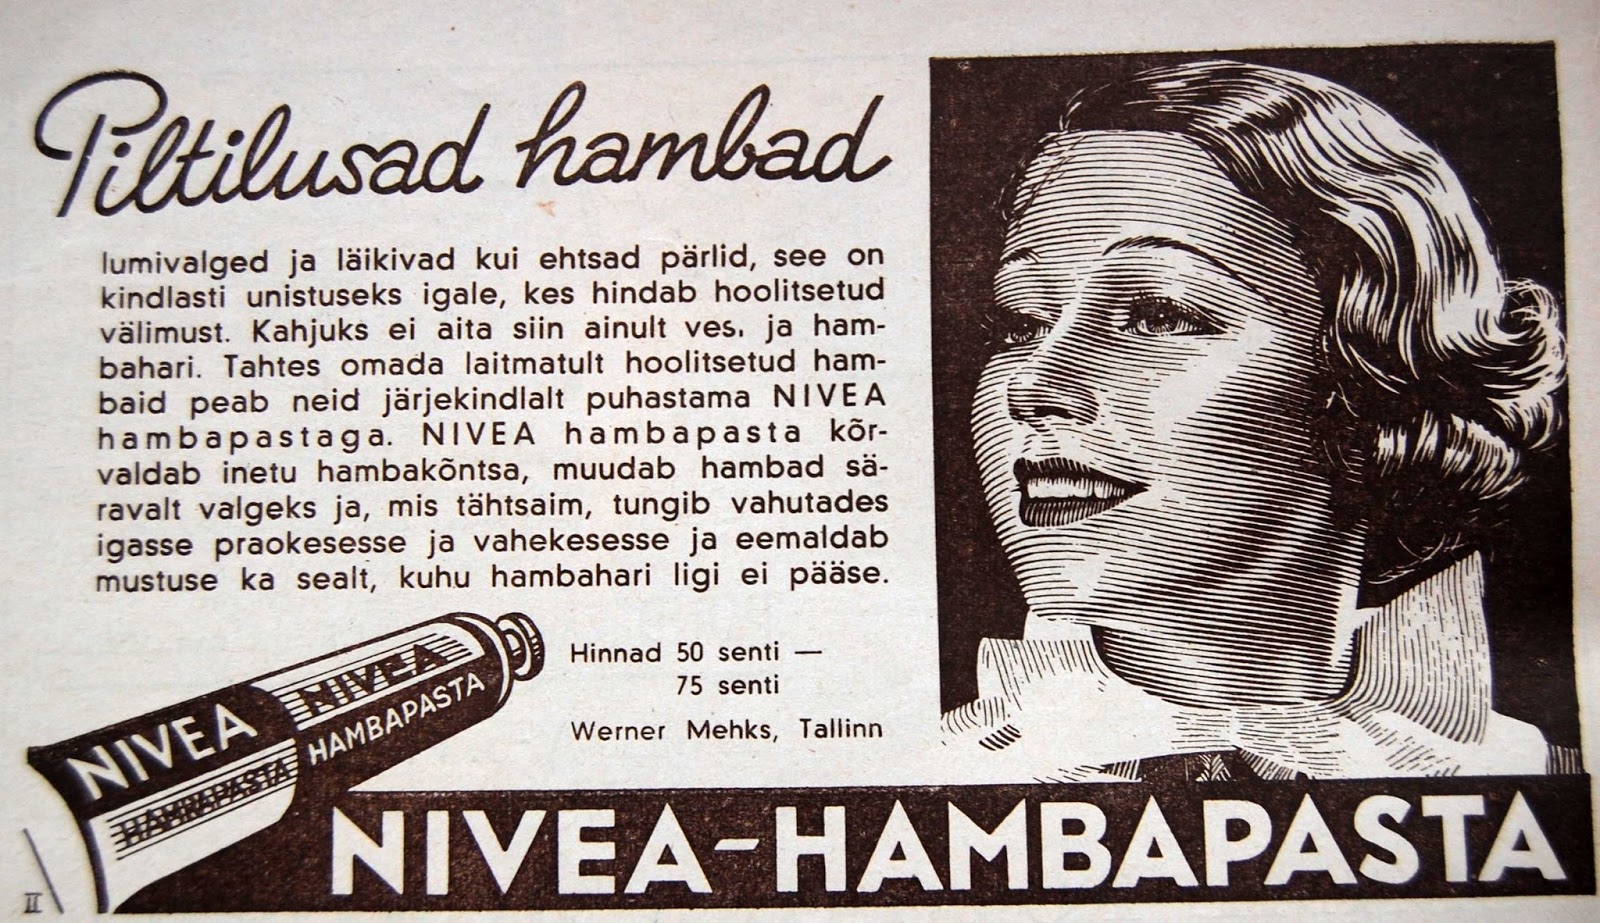 Piltilusad hambad
lumivalged ja läikivad kui ehtsad pärlid, see on
kindlasti unistuseks igale, kes hindab hoolitsetud
välimust. Kahjuks ei aita siin ainult ves. ja ham-
bahari. Tahtes omada laitmatult hoolitsetud ham-
baid peab neid järjekindlalt puhastama NIVEA
hambapastaga. NIVEA hambapasta kõr-
valdab inetu hambakõntsa, muudab hambad sä-
ravalt valgeks ja, mis tähtsaim, tungib vahutades
igasse praokesesse ja vahekesesse ja eemaldab
mustuse ka sealt, kuhu hambahari ligi ei pääse.
Hinnad 50 senti —
75 senti
Werner Mehks, Tallinn
NIVEA
HAMBAPASTA
NIVEA
HAMBAPASTA
NIVEA-HAMBAPASTA
II